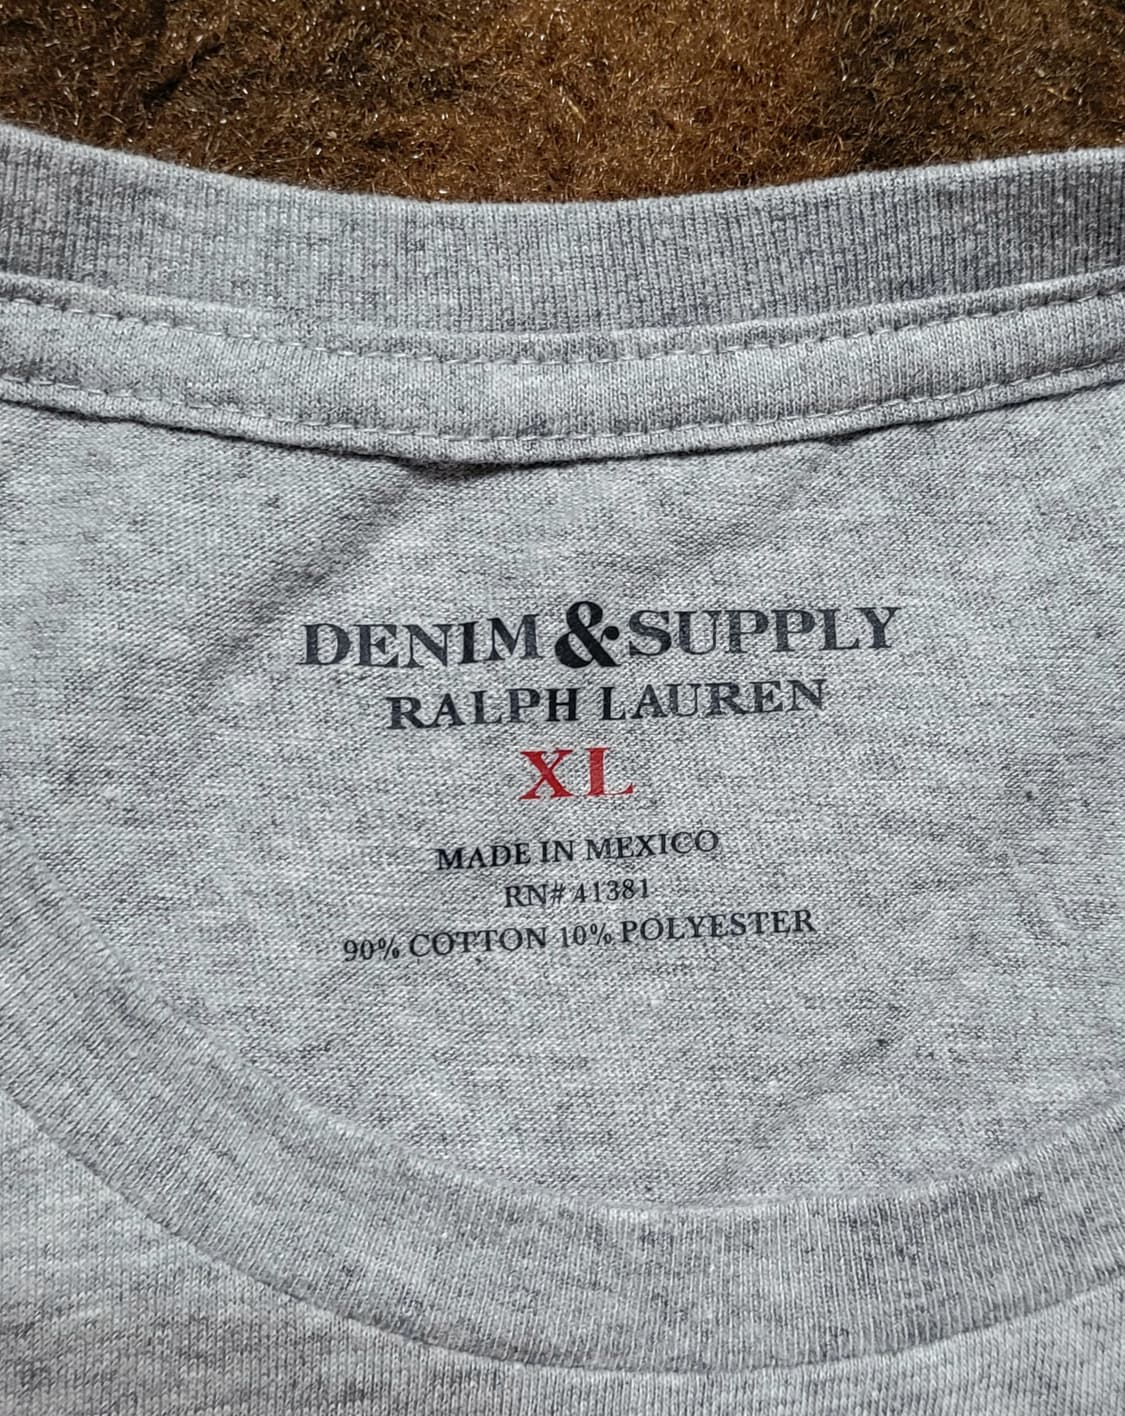 DENIM & SUPPLY
RALPH LAUREN
XL
MADE IN MEXICO
RN# 41381
90% COTTON 10% POLYESTER